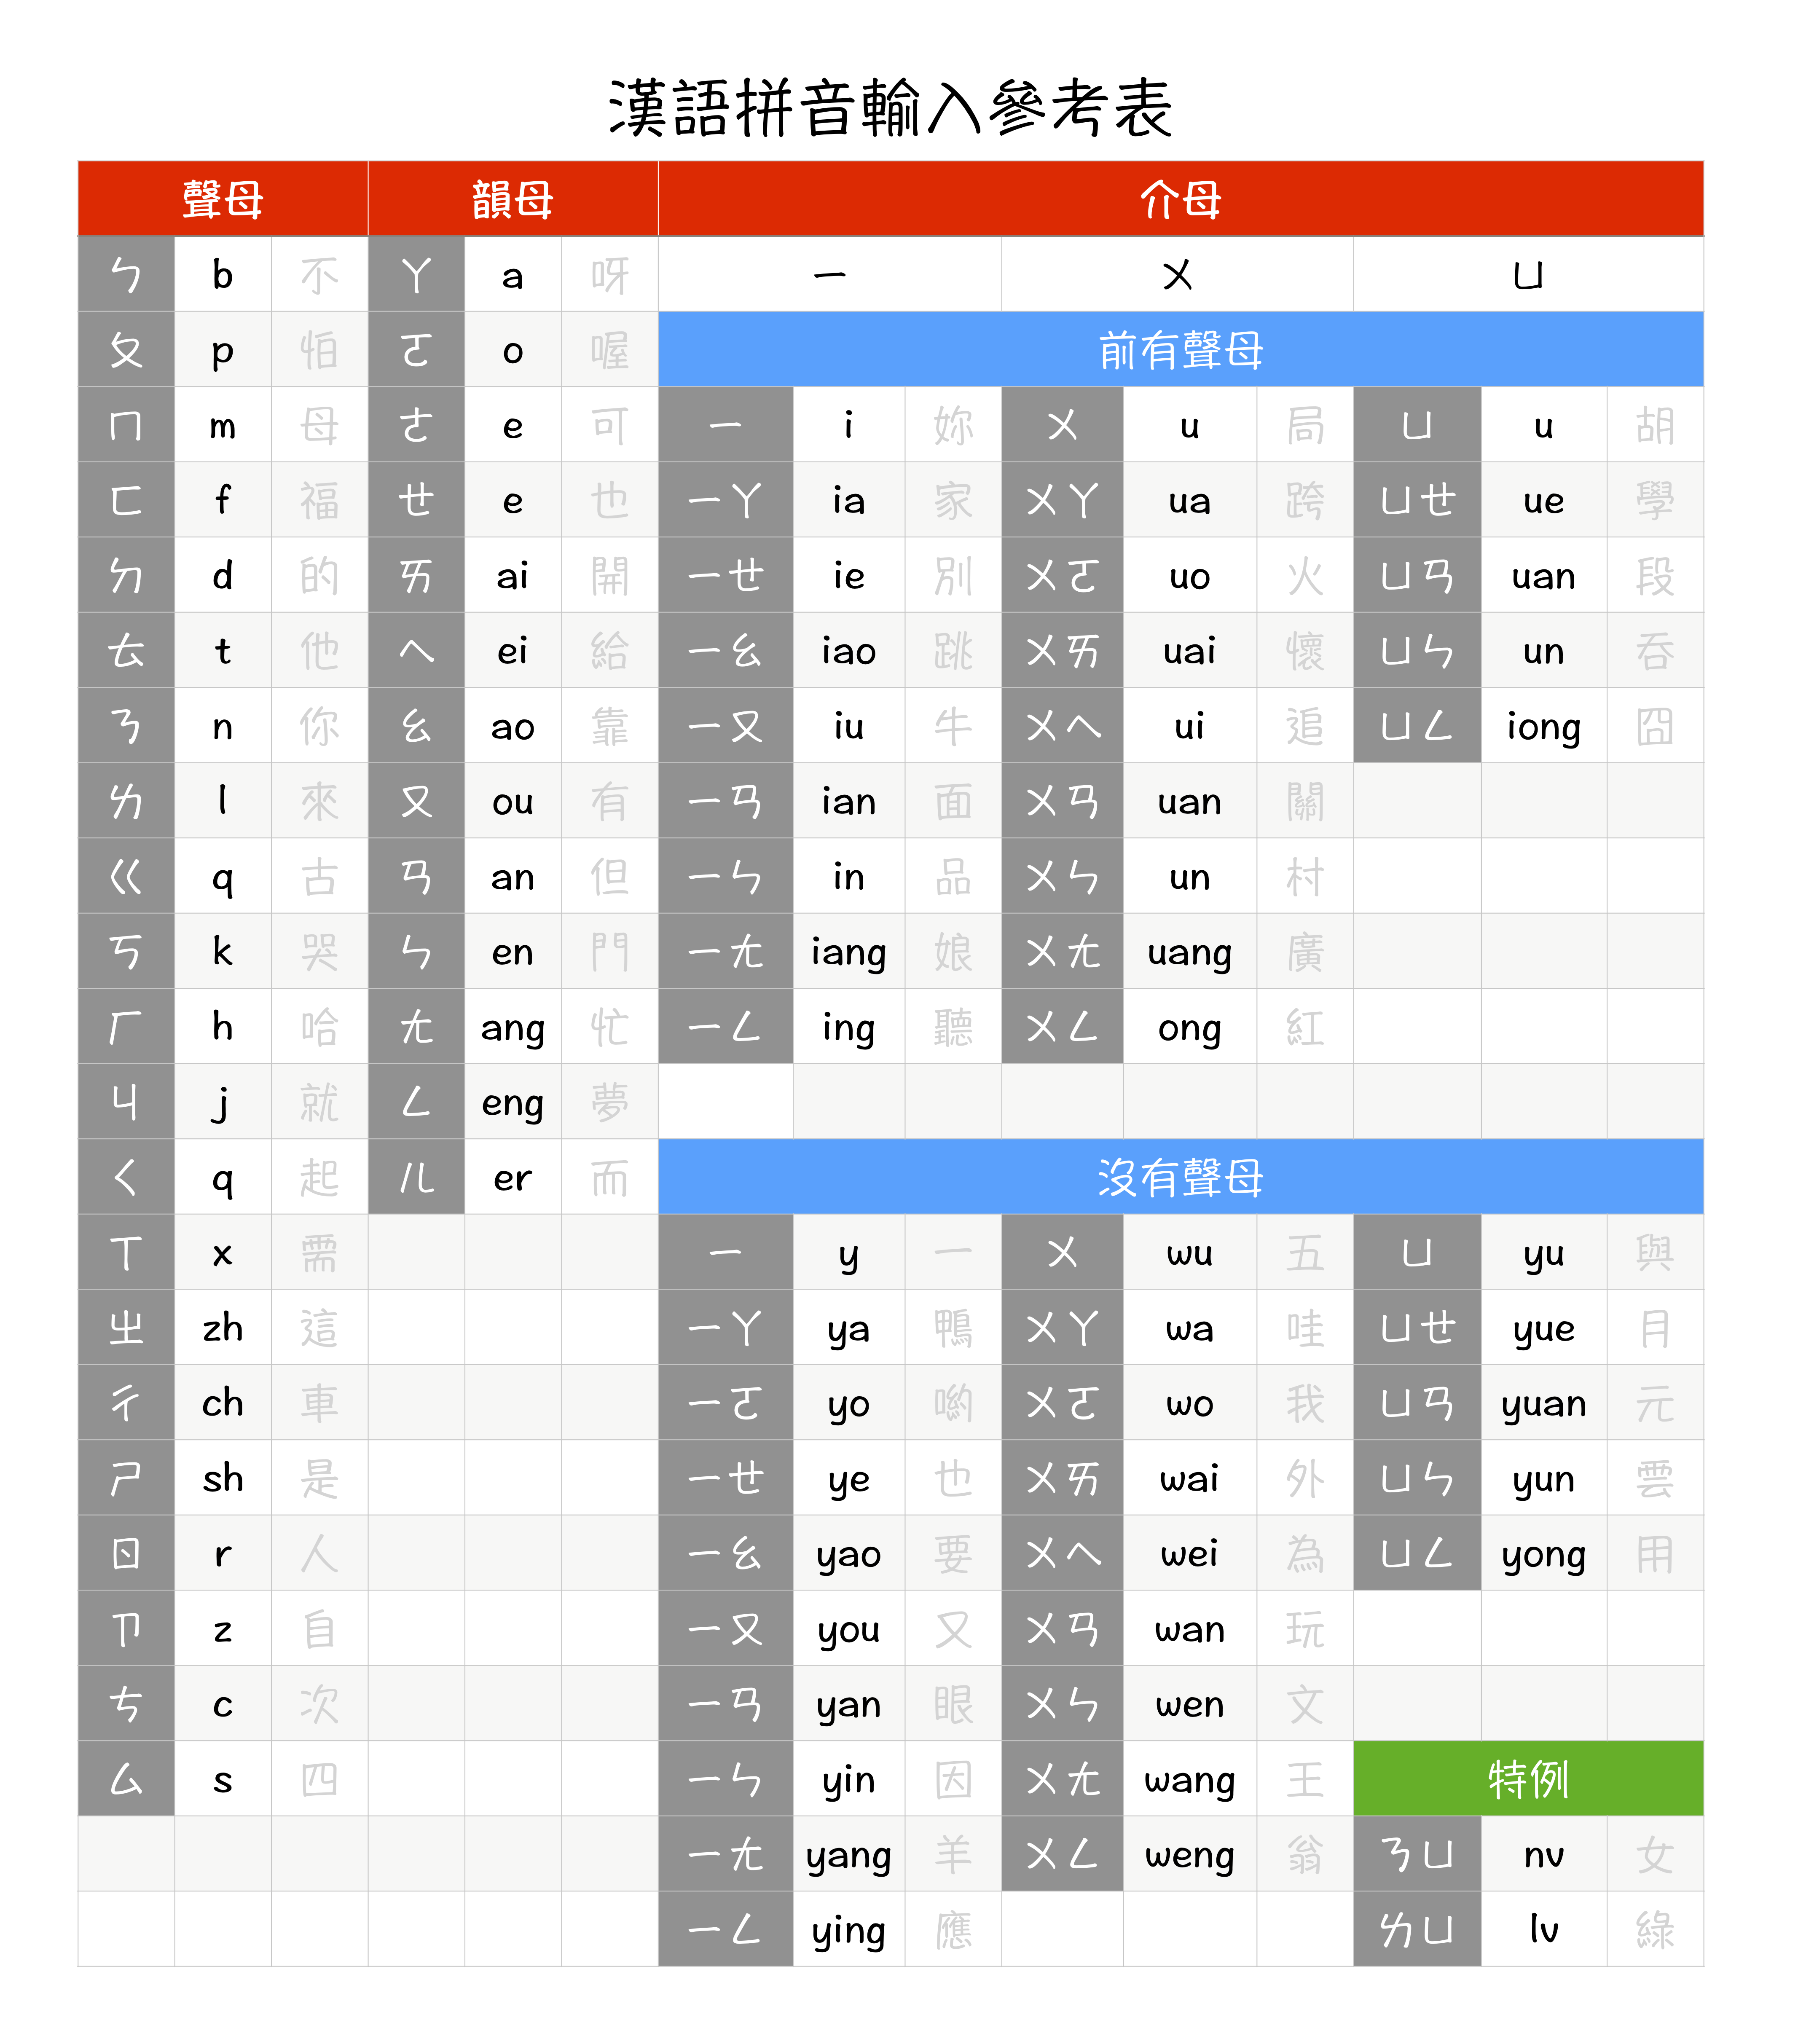 漢語拼音輸入參考表
聲母 韻母 介母
ㄅ b 不 ㄚ a 呀 ㄧ ㄨ ㄩ
ㄆ p 怕 ㄛ o 喔 前有聲母
ㄇ m 母 ㄜ e 可 ㄧ i 妳 ㄨ u 局 ㄩ u 胡
ㄈ f 福 ㄝ e 也 ㄧㄚ ia 家 ㄨㄚ ua 跨 ㄩㄝ ue 學
ㄉ d 的 ㄞ ai 開 ㄧㄝ ie 別 ㄨㄛ uo 火 ㄩㄢ uan 段
ㄊ t 他 ㄟ ei 給 ㄧㄠ iao 跳 ㄨㄞ uai 懷 ㄩㄣ un 吞
ㄋ n 你 ㄠ ao 靠 ㄧㄡ iu 牛 ㄨㄟ ui 追 ㄩㄥ iong 囧
ㄌ l 來 ㄡ ou 有 ㄧㄢ ian 面 ㄨㄢ uan 關
ㄍ q 古 ㄢ an 但 ㄧㄣ in 品 ㄨㄣ un 村
ㄎ k 哭 ㄣ en 門 ㄧㄤ iang 娘 ㄨㄤ uang 廣
ㄏ h 哈 ㄤ ang 忙 ㄧㄥ ing 聽 ㄨㄥ ong 紅
ㄐ j 就 ㄥ eng 夢
ㄑ q 起 ㄦ er 而 沒有聲母
ㄒ x 需 ㄧ y 一 ㄨ wu 五 ㄩ yu 與
ㄓ zh 這 ㄧㄚ ya 鴨 ㄨㄚ wa 哇 ㄩㄝ yue 月
ㄔ ch 車 ㄧㄛ yo 喲 ㄨㄛ wo 我 ㄩㄢ yuan 元
ㄕ sh 是 ㄧㄝ ye 也 ㄨㄞ wai 外 ㄩㄣ yun 雲
ㄖ r 人 ㄧㄠ yao 要 ㄨㄟ wei 為 ㄩㄥ yong 用
ㄗ z 自 ㄧㄡ you 又 ㄨㄢ wan 玩
ㄘ c 次 ㄧㄢ yan 眼 ㄨㄣ wen 文
ㄙ s 四 ㄧㄣ yin 因 ㄨㄤ wang 王 特例
ㄧㄤ yang 羊 ㄨㄥ weng 翁 ㄋㄩ nv 女
ㄧㄥ ying 應 ㄌㄩ lv 綠